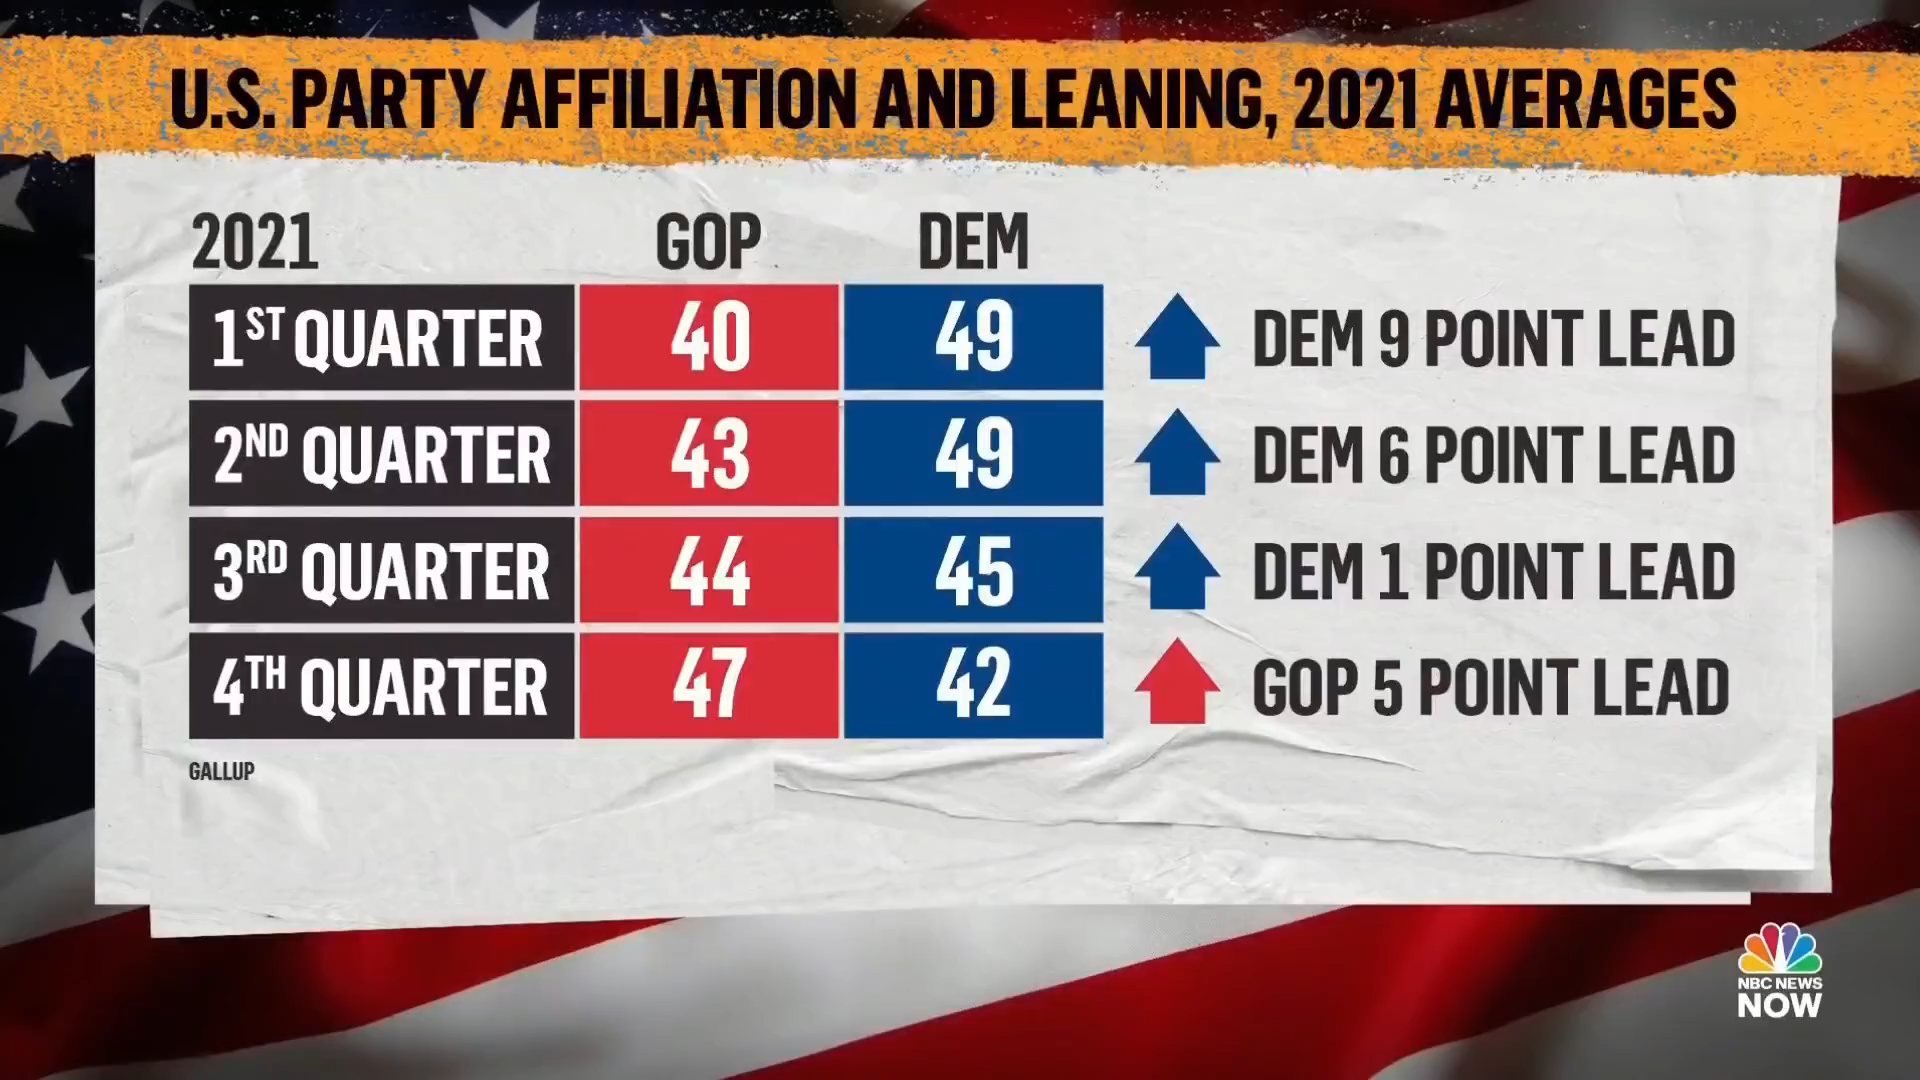 U.S. PARTY AFFILIATION AND LEANING, 2021 AVERAGES
2021 GOP DEM
1ST QUARTER 40 49 DEM 9 POINT LEAD
2ND QUARTER 43 49 DEM 6 POINT LEAD
3RD QUARTER 44 45 DEM 1 POINT LEAD
4TH QUARTER 47 42 GOP 5 POINT LEAD
GALLUP
NBC NEWS
NOW